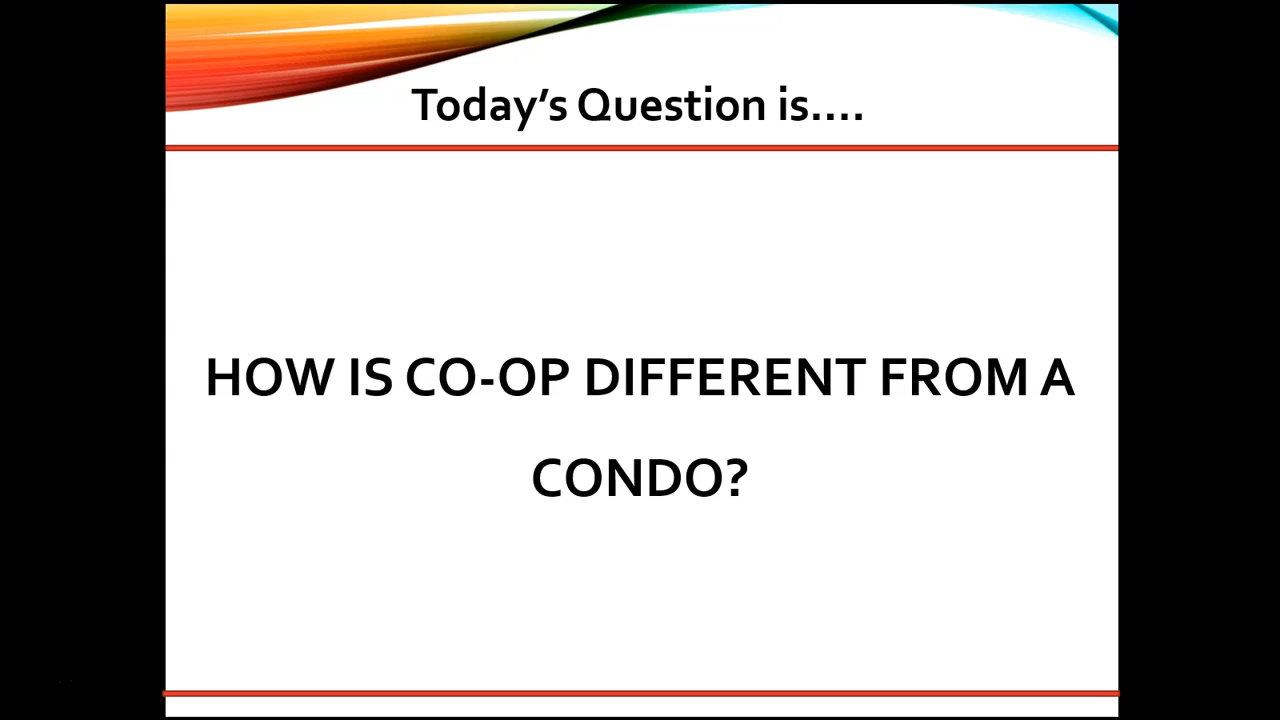 Today’s Question is....
HOW IS CO-OP DIFFERENT FROM A
CONDO?